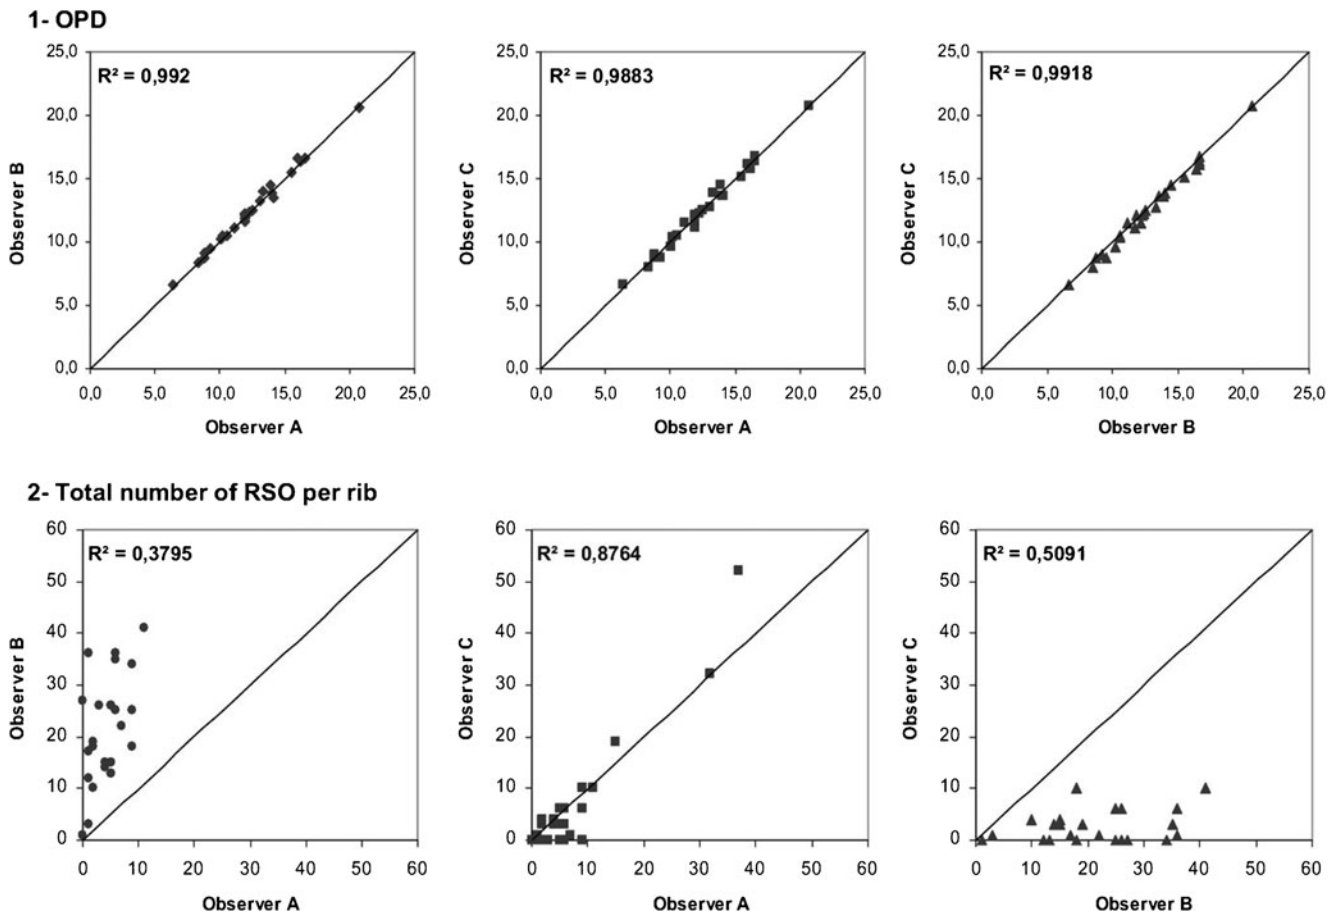 1- OPD
25,0 25,0 25,0
R² = 0,992 R² = 0,9883 R² = 0,9918
20,0 20,0 20,0
15,0 15,0 15,0
Observer B Observer C Observer C
10,0 10,0 10,0
5,0 5,0 5,0
0,0 0,0 0,0
0,0 5,0 10,0 15,0 20,0 25,0 0,0 5,0 10,0 15,0 20,0 25,0 0,0 5,0 10,0 15,0 20,0 25,0
Observer A Observer A Observer B
2- Total number of RSO per rib
60 60 60
R² = 0,3795 R² = 0,8764 R² = 0,5091
50 50 50
40 40 40
Observer B Observer C Observer C
30 30 30
20 20 20
10 10 10
0 0 0
0 10 20 30 40 50 60 0 10 20 30 40 50 60 0 10 20 30 40 50 60
Observer A Observer A Observer B